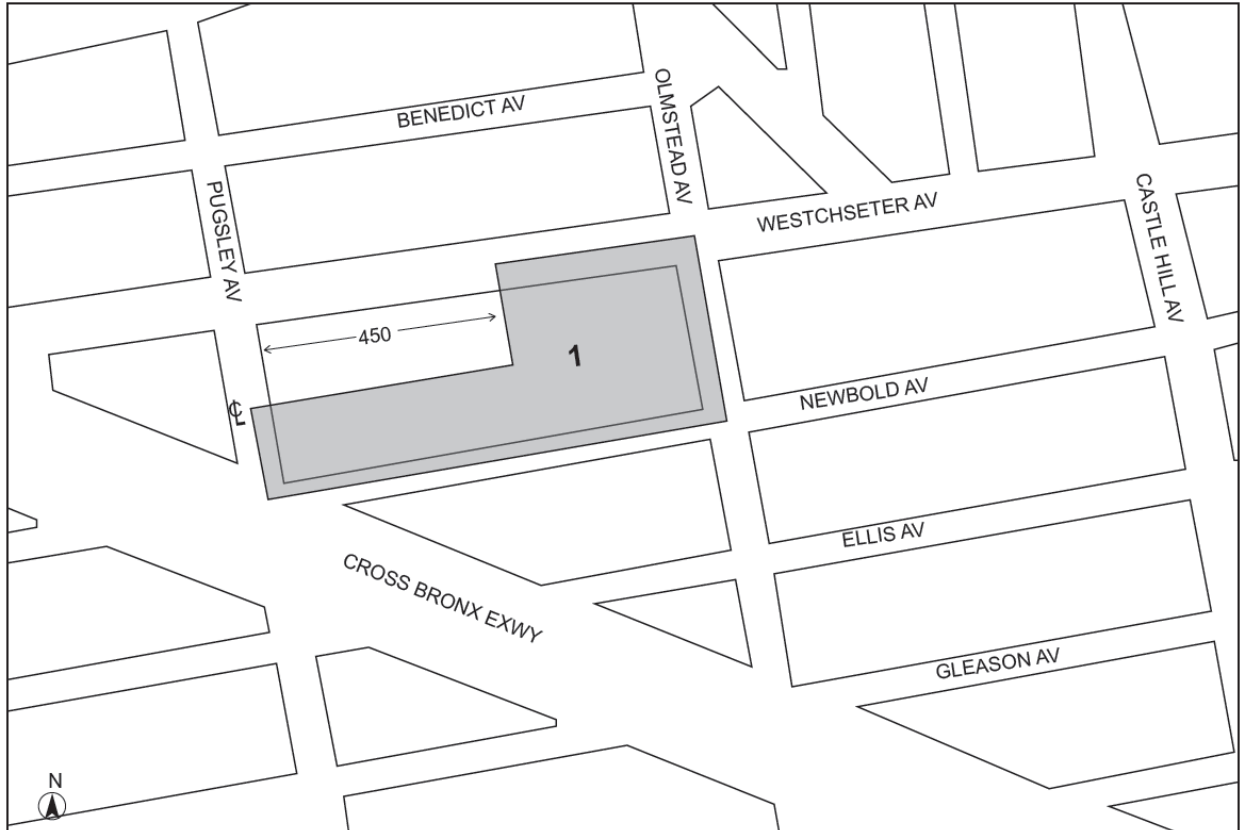 BENEDICT AV
OLMSTEAD AV
PUGSLEY AV
WESTCHSETER AV
CASTLE HILL AV
450
1
NEWBOLD AV
℄
ELLIS AV
CROSS BRONX EXWY
GLEASON AV
N